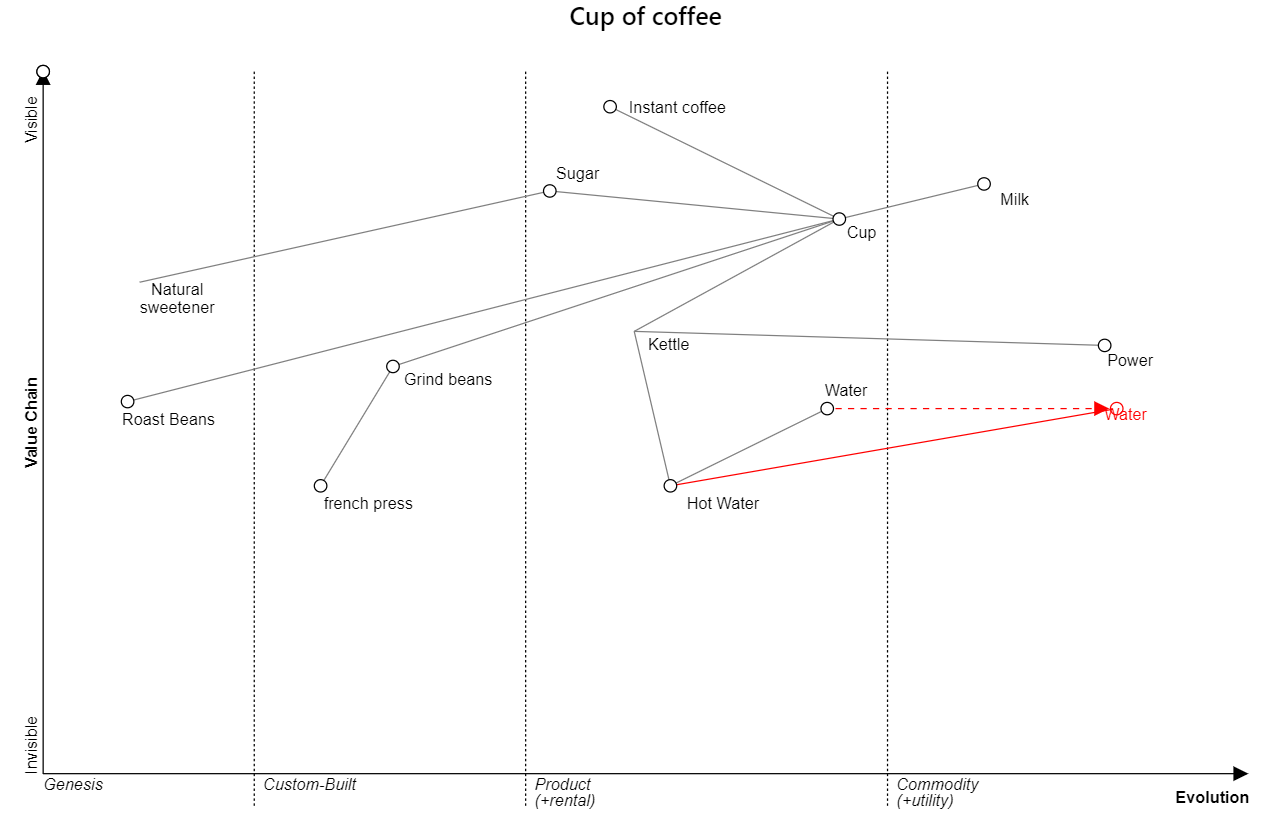 Cup of coffee
Visible
Instant coffee
Sugar
Milk
Cup
Natural
sweetener
Kettle
Power
Grind beans
Water
Water
Roast Beans
Value Chain
french press
Hot Water
Invisible
Genesis
Custom-Built
Product
(+rental)
Commodity
(+utility)
Evolution